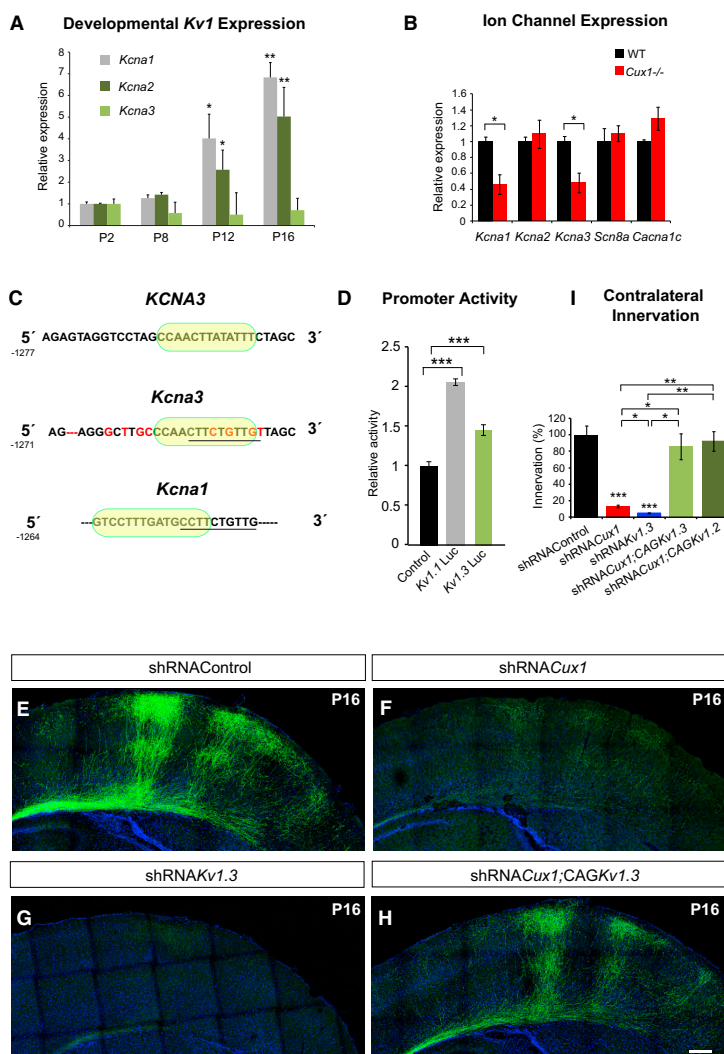 A
Developmental Kv1 Expression
Relative expression
8
7
6
5
4
3
2
1
0
Kcna1
Kcna2
Kcna3
*
*
**
**
P2 P8 P12 P16
B
Ion Channel Expression
WT
Cux1-/-
Relative expression
1.6
1.4
1.2
1
0.8
0.6
0.4
0
*
*
Kcna1 Kcna2 Kcna3 Scn8a Cacna1c
C
KCNA3
5´ AGAGTAGGTCCTAGCCAACTTATATTTCTAGC 3´
-1277
Kcna3
5´ AG---AGGGCTTGCCCAACTTCTGTTGTTAGC 3´
-1271
Kcna1
5´ ---GTCCTTTGATGCCTTCTGTTG----- 3´
-1264
D
Promoter Activity
Relative activity
2.5
2
1.5
1
0.5
0
***
***
Control
Kv1.1 Luc
Kv1.3 Luc
I
Contralateral
Innervation
Innervation (%)
120
100
80
60
40
20
0
**
**
*
* *
***
***
shRNAControl
shRNACux1
shRNAKv1.3
shRNACux1;CAGKv1.3
shRNACux1;CAGKv1.2
shRNAControl
E
P16
shRNACux1
F
P16
shRNAKv1.3
G
P16
shRNACux1;CAGKv1.3
H
P16